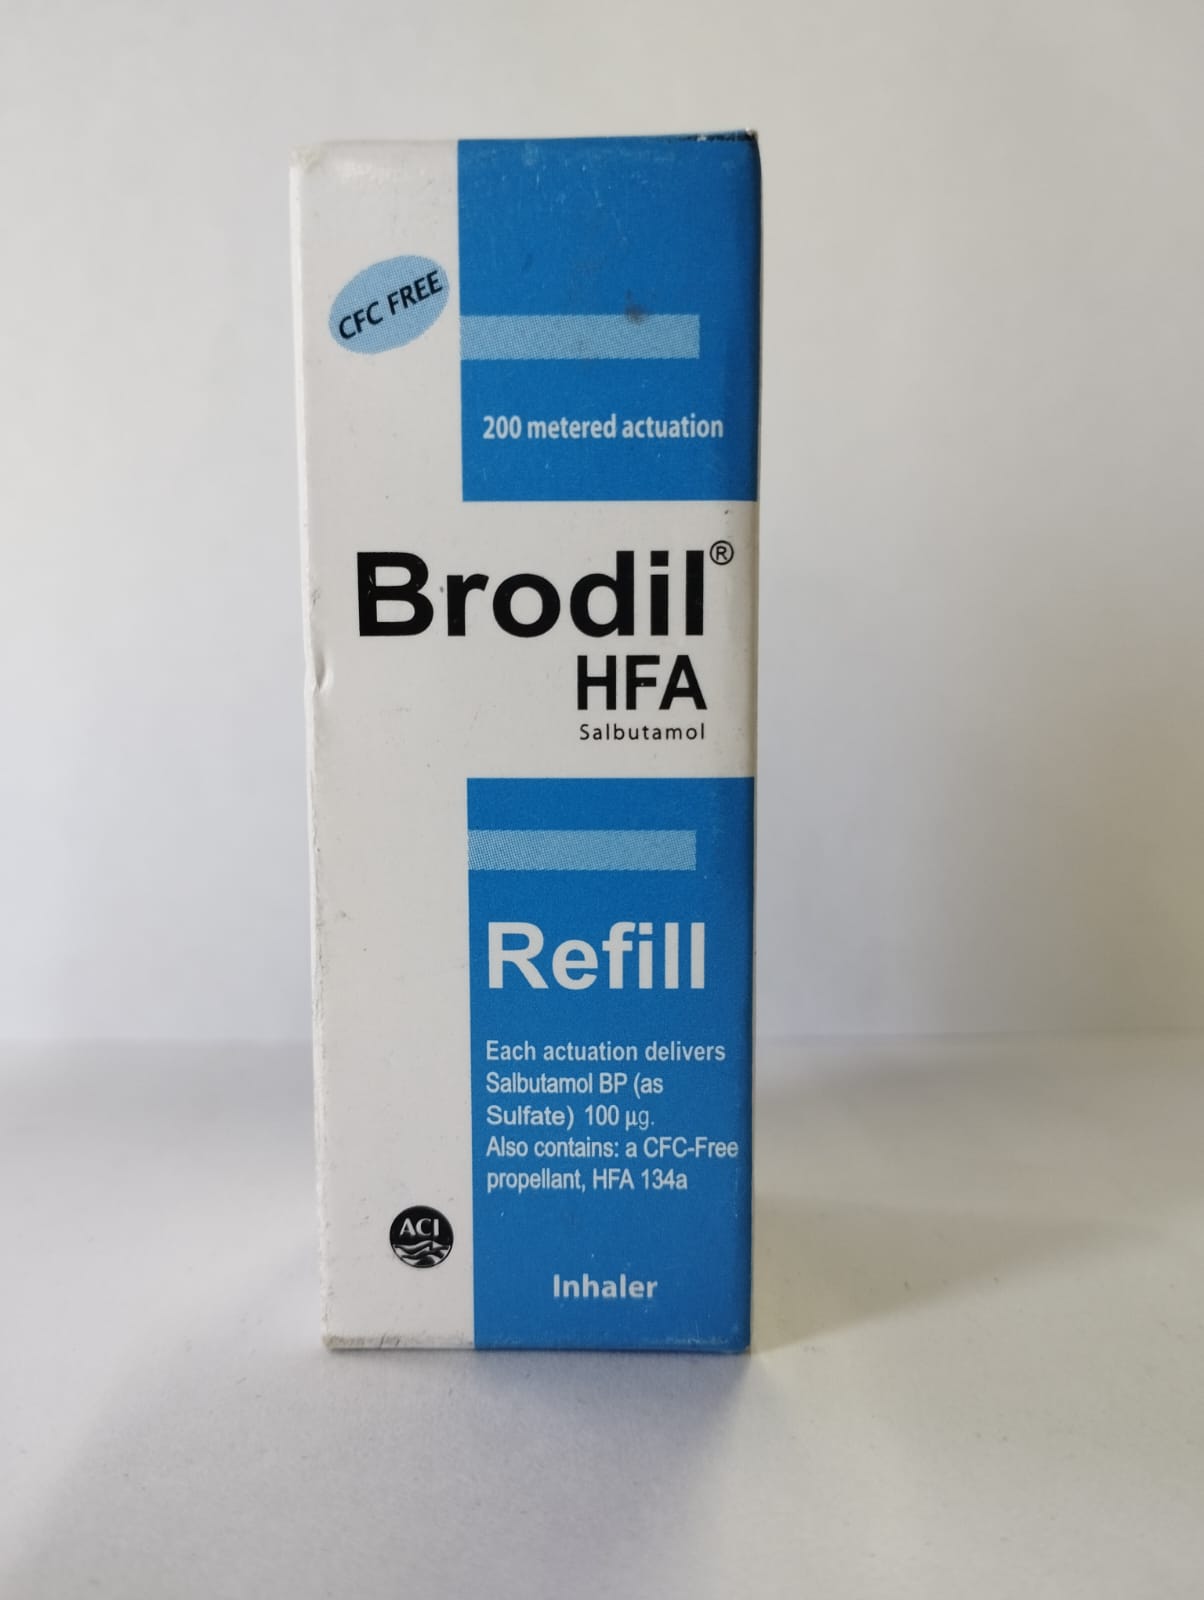 CFC FREE
200 metered actuation
Brodil®
HFA
Salbutamol
Refill
Each actuation delivers
Salbutamol BP (as
Sulfate) 100 µg.
Also contains: a CFC-Free
propellant, HFA 134a
ACI
Inhaler